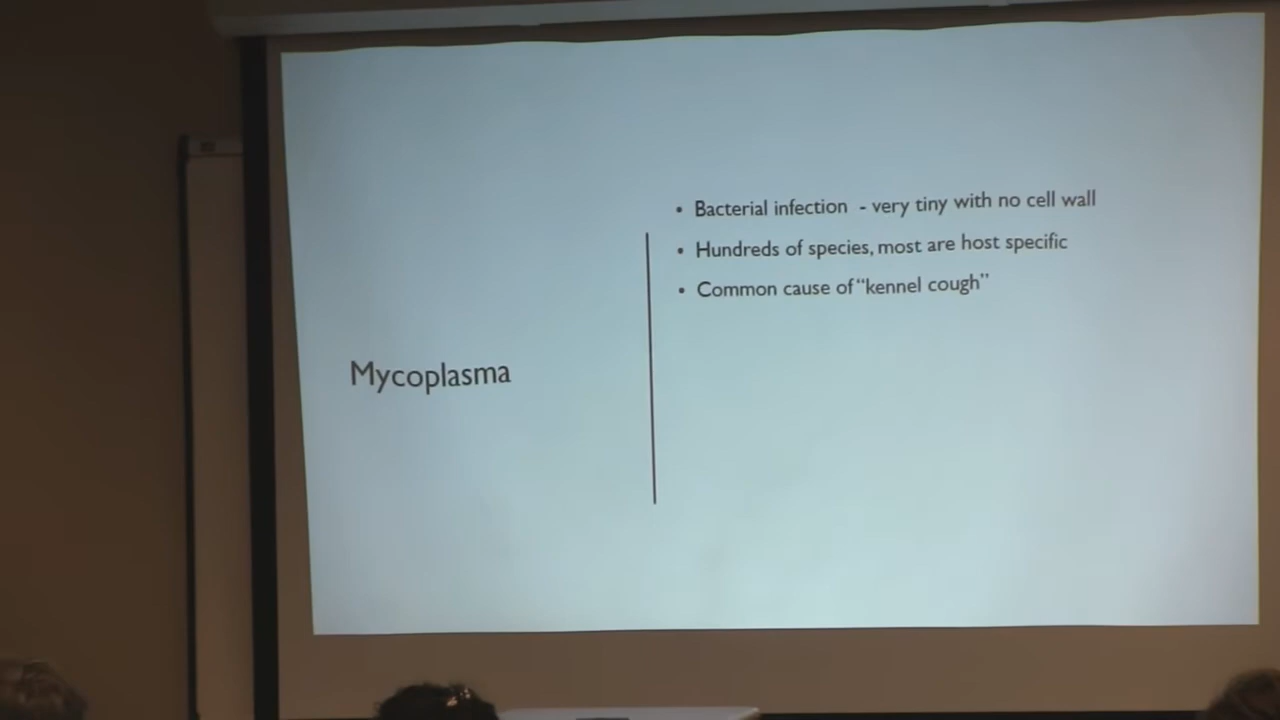 Mycoplasma
• Bacterial infection - very tiny with no cell wall
• Hundreds of species, most are host specific
• Common cause of “kennel cough”